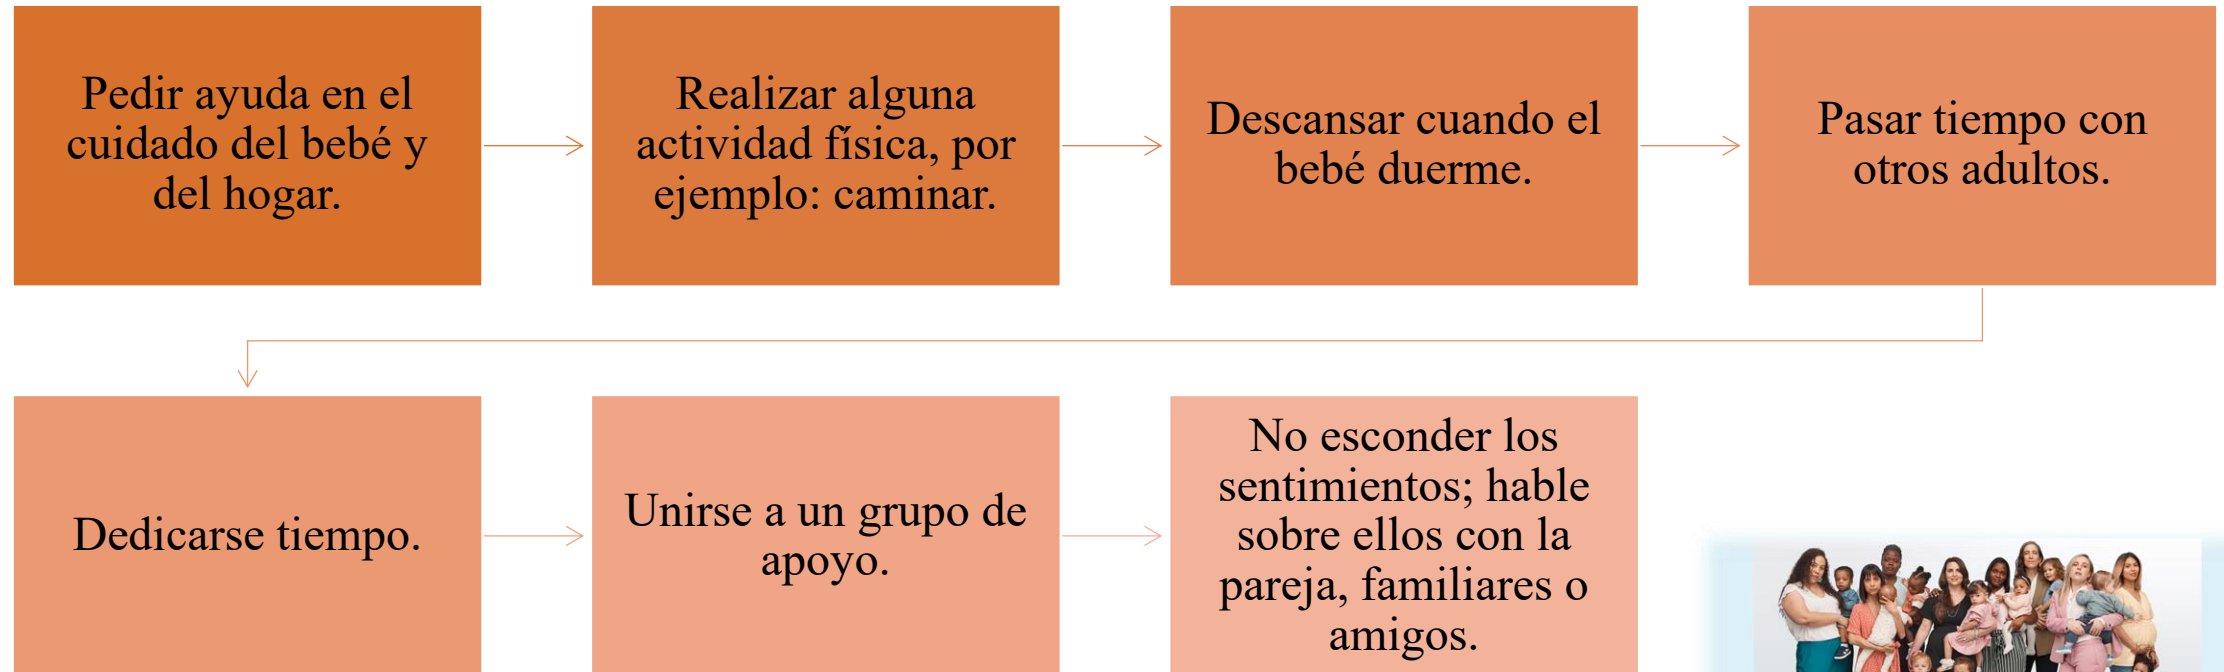 Pedir ayuda en el
cuidado del bebé y
del hogar.
Realizar alguna
actividad física, por
ejemplo: caminar.
Descansar cuando el
bebé duerme.
Pasar tiempo con
otros adultos.
Dedicarse tiempo.
Unirse a un grupo de
apoyo.
No esconder los
sentimientos; hable
sobre ellos con la
pareja, familiares o
amigos.